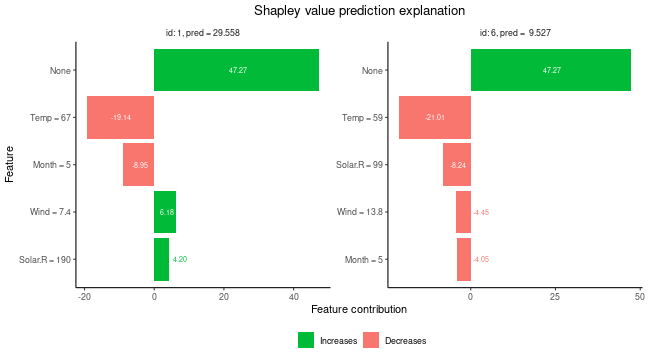 Shapley value prediction explanation
id: 1, pred = 29.558
id: 6, pred = 9.527
Feature
None
47.27
Temp = 67
-19.14
Month = 5
-8.95
Wind = 7.4
6.18
Solar.R = 190
4.20
-20
0
20
40
None
47.27
Temp = 59
-21.01
Solar.R = 99
-8.24
Wind = 13.8
-4.45
Month = 5
-4.05
0
25
50
Feature contribution
Increases
Decreases